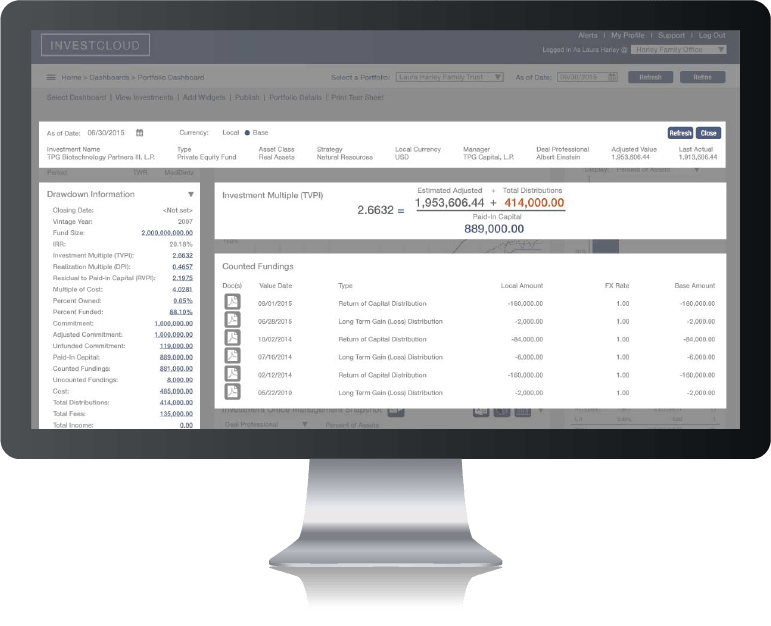 INVESTCLOUD
Alerts | My Profile | Support | Log Out
Logged in As Laura Harley @ Harley Family Office
Home > Dashboards > Portfolio Dashboard
Select a Portfolio: Laura Harley Family Trust
As of Date: 06/30/2015
Refresh
Refine
Select Dashboard | View Investments | Add Widgets | Publish | Portfolio Details | Print Tear Sheet
As of Date: 06/30/2015
Currency: Local Base
Refresh
Close
Investment Name Type Asset Class Strategy Local Currency Manager Deal Professional Adjusted Value Last Actual
TPG Biotechnology Partners III, L.P. Private Equity Fund Real Assets Natural Resources USD TPG Capital, L.P. Albert Einstein 1,953,606.44 1,913,606.44
Period TWR ModDietz
Display: Percent of Assets
Drawdown Information
Closing Date: <Not set>
Vintage Year: 2007
Fund Size: 2,000,000,000.00
IRR: 29.18%
Investment Multiple (TVPI): 2.6632
Realization Multiple (DPI): 0.4657
Residual to Paid-in Capital (RVPI): 2.1975
Multiple of Cost: 4.0281
Percent Owned: 0.05%
Percent Funded: 88.10%
Commitment: 1,000,000.00
Adjusted Commitment: 1,000,000.00
Unfunded Commitment: 119,000.00
Paid-In Capital: 889,000.00
Counted Fundings: 881,000.00
Uncounted Fundings: 8,000.00
Cost: 485,000.00
Total Distributions: 414,000.00
Total Fees: 135,000.00
Total Income: 0.00
Investment Multiple (TVPI)
Estimated Adjusted + Total Distributions
2.6632 = 1,953,606.44 + 414,000.00
Paid-In Capital
889,000.00
Counted Fundings
Doc(s) Value Date Type Local Amount FX Rate Base Amount
09/01/2015 Return of Capital Distribution -160,000.00 1.00 -160,000.00
06/28/2015 Long Term Gain (Loss) Distribution -2,000.00 1.00 -2,000.00
10/02/2014 Return of Capital Distribution -84,000.00 1.00 -84,000.00
07/16/2014 Long Term Gain (Loss) Distribution -6,000.00 1.00 -6,000.00
02/12/2014 Return of Capital Distribution -160,000.00 1.00 -160,000.00
05/22/2010 Long Term Gain (Loss) Distribution -2,000.00 1.00 -2,000.00
Investment Office Management Snapshot
Deal Professional
Percent of Assets